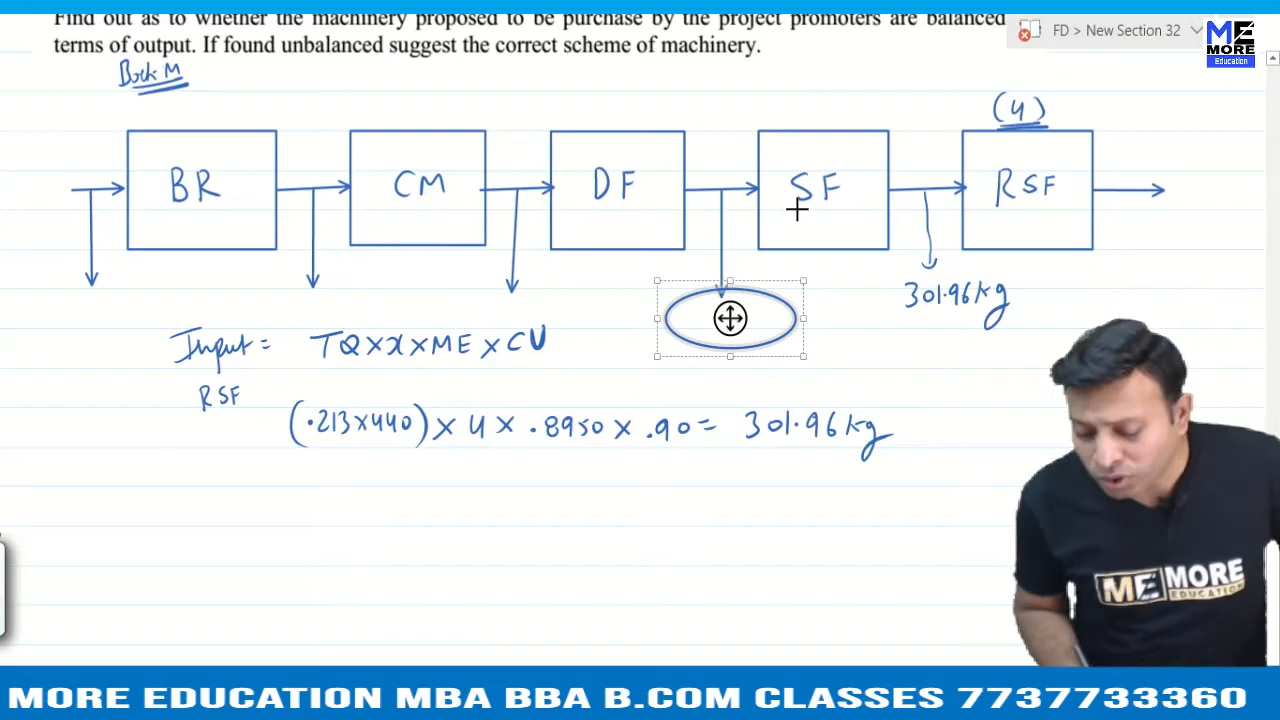 Find out as to whether the machinery proposed to be purchase by the project promoters are balanced
terms of output. If found unbalanced suggest the correct scheme of machinery.
FD > New Section 32
ME
MORE
Education
M
(4)
BR
CM
DF
SF
RSF
301.96kg
Input = TQ×X×ME×CU
RSF
(.213×440) × 4 × .8950 × .90 = 301.96kg
ME MORE
EDUCATION
MORE EDUCATION MBA BBA B.COM CLASSES 7737733360